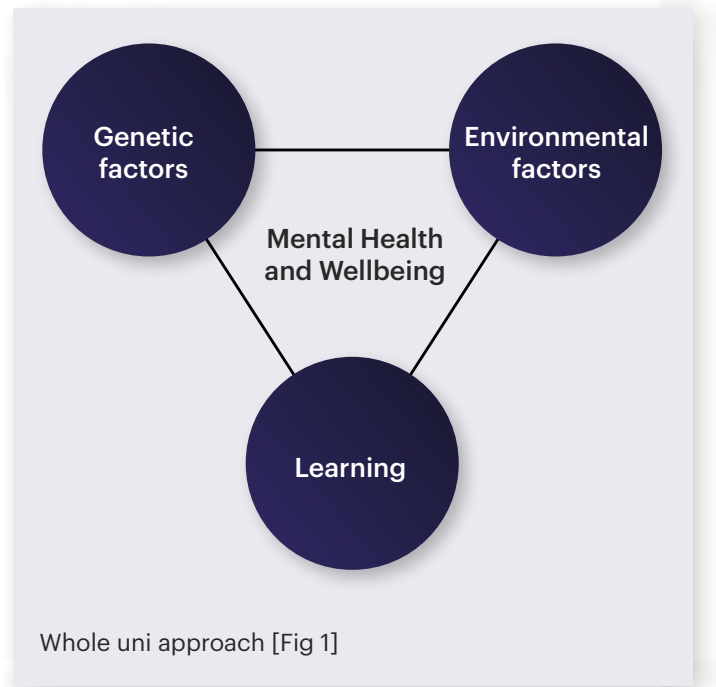 Genetic
factors
Environmental
factors
Mental Health
and Wellbeing
Learning
Whole uni approach [Fig 1]